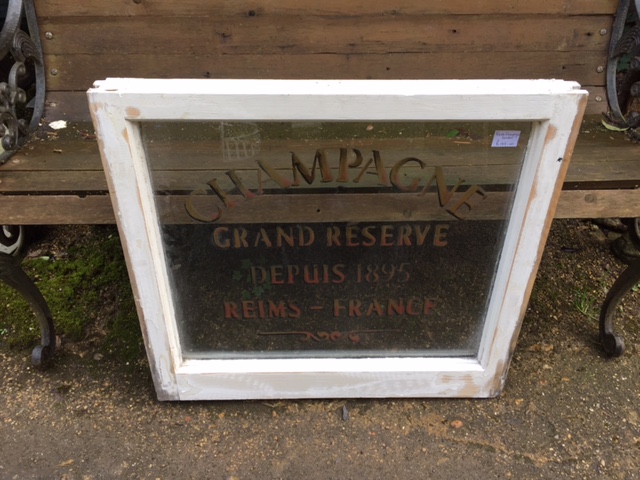 CHAMPAGNE
GRAND RESERVE
DEPUIS 1895
REIMS - FRANCE